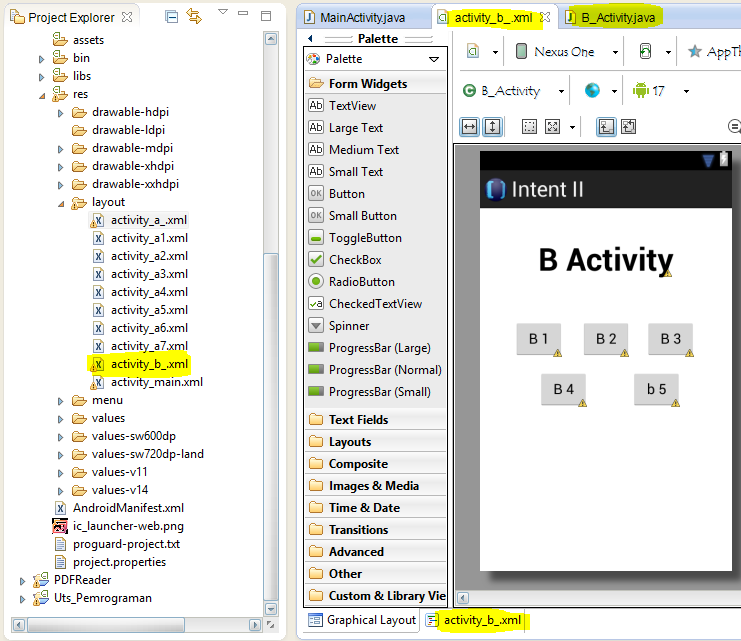 Project Explorer
assets
bin
libs
res
drawable-hdpi
drawable-ldpi
drawable-mdpi
drawable-xhdpi
drawable-xxhdpi
layout
activity_a_.xml
activity_a1.xml
activity_a2.xml
activity_a3.xml
activity_a4.xml
activity_a5.xml
activity_a6.xml
activity_a7.xml
activity_b_.xml
activity_main.xml
menu
values
values-sw600dp
values-sw720dp-land
values-v11
values-v14
AndroidManifest.xml
ic_launcher-web.png
proguard-project.txt
project.properties
PDFReader
Uts_Pemrograman
MainActivity.java
activity_b_.xml
B_Activity.java
Palette
Palette
Form Widgets
Ab TextView
Ab Large Text
Ab Medium Text
Ab Small Text
OK Button
OK Small Button
ToggleButton
CheckBox
RadioButton
CheckedTextView
Spinner
ProgressBar (Large)
ProgressBar (Normal)
ProgressBar (Small)
Text Fields
Layouts
Composite
Images & Media
Time & Date
Transitions
Advanced
Other
Custom & Library Vie
Nexus One
AppTh
B_Activity
17
Intent II
B Activity
B 1 B 2 B 3
B 4 b 5
Graphical Layout
activity_b_.xml